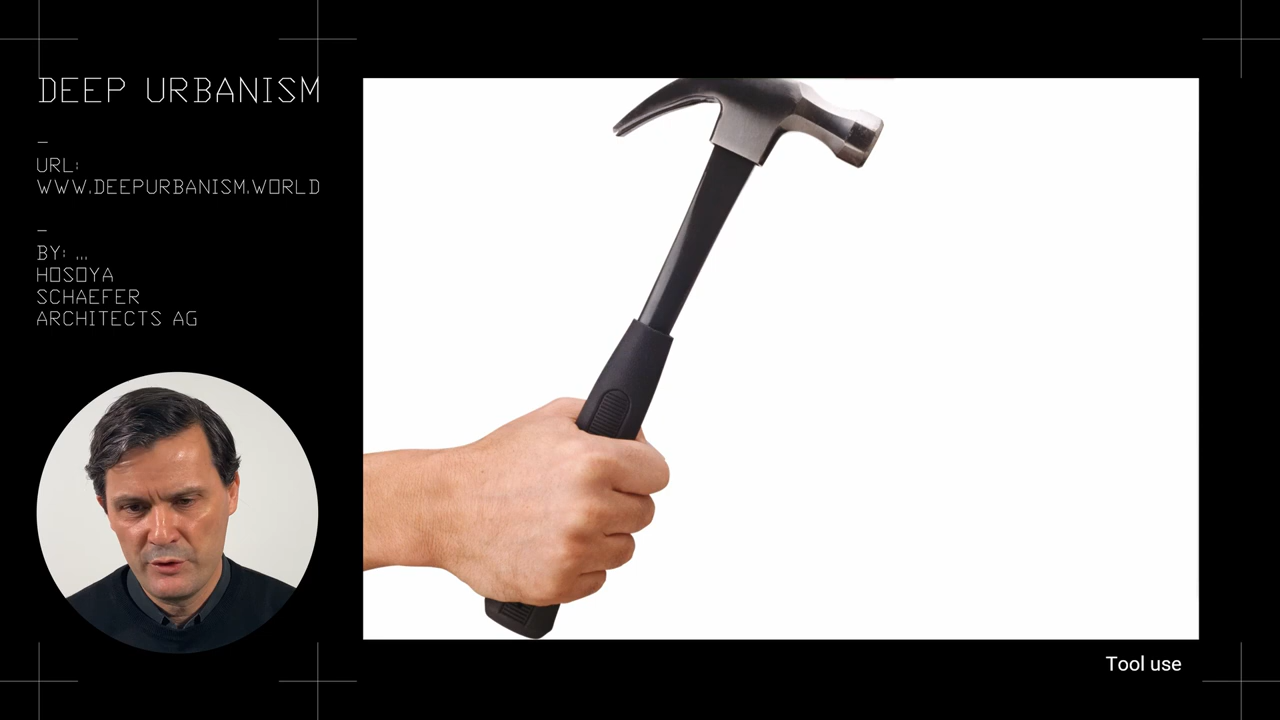 DEEP URBANISM
–
URL:
WWW.DEEPURBANISM.WORLD
–
BY: ...
HOSOYA
SCHAEFER
ARCHITECTS AG
Tool use